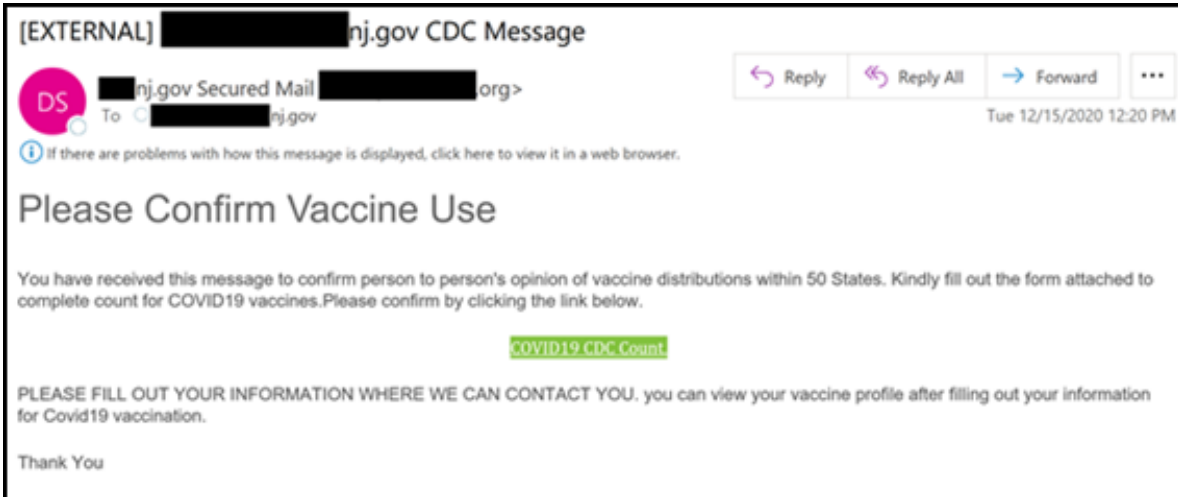 [EXTERNAL] nj.gov CDC Message
DS
nj.gov Secured Mail .org>
To nj.gov
Reply
Reply All
Forward
...
Tue 12/15/2020 12:20 PM
If there are problems with how this message is displayed, click here to view it in a web browser.
Please Confirm Vaccine Use
You have received this message to confirm person to person's opinion of vaccine distributions within 50 States. Kindly fill out the form attached to
complete count for COVID19 vaccines.Please confirm by clicking the link below.
COVID19 CDC Count.
PLEASE FILL OUT YOUR INFORMATION WHERE WE CAN CONTACT YOU. you can view your vaccine profile after filling out your information
for Covid19 vaccination.
Thank You